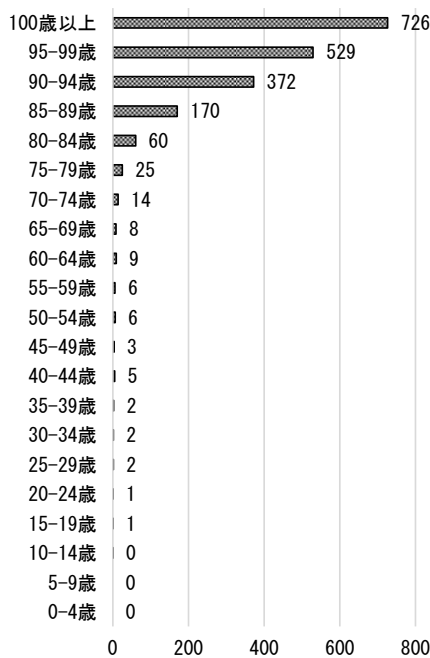 100歳以上 726
95-99歳 529
90-94歳 372
85-89歳 170
80-84歳 60
75-79歳 25
70-74歳 14
65-69歳 8
60-64歳 9
55-59歳 6
50-54歳 6
45-49歳 3
40-44歳 5
35-39歳 2
30-34歳 2
25-29歳 2
20-24歳 1
15-19歳 1
10-14歳 0
5-9歳 0
0-4歳 0
0 200 400 600 800